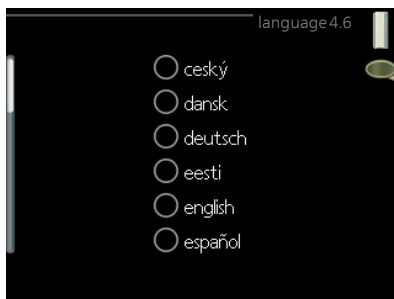 language 4.6
ceský
dansk
deutsch
eesti
english
español